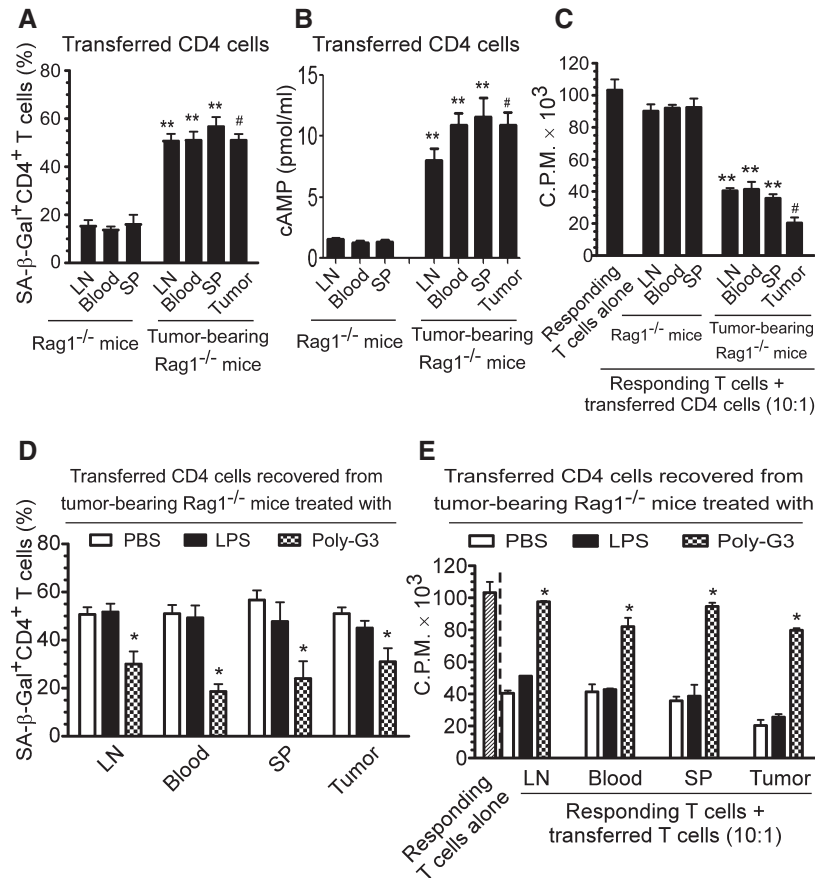 A
Transferred CD4 cells
SA-β-Gal⁺CD4⁺ T cells (%)
80
60
40
20
0
**
**
**
#
LN
Blood
SP
LN
Blood
SP
Tumor
Rag1⁻/⁻ mice
Tumor-bearing
Rag1⁻/⁻ mice
B
Transferred CD4 cells
cAMP (pmol/ml)
15
10
5
0
**
**
**
#
LN
Blood
SP
LN
Blood
SP
Tumor
Rag1⁻/⁻ mice
Tumor-bearing
Rag1⁻/⁻ mice
C
C.P.M. × 10³
120
100
80
60
40
20
0
**
**
**
#
Responding
T cells alone
LN
Blood
SP
LN
Blood
SP
Tumor
Rag1⁻/⁻ mice
Tumor-bearing
Rag1⁻/⁻ mice
Responding T cells +
transferred CD4 cells (10:1)
D
Transferred CD4 cells recovered from
tumor-bearing Rag1⁻/⁻ mice treated with
PBS LPS Poly-G3
SA-β-Gal⁺CD4⁺ T cells (%)
80
60
40
20
0
*
*
*
*
LN
Blood
SP
Tumor
E
Transferred CD4 cells recovered from
tumor-bearing Rag1⁻/⁻ mice treated with
PBS LPS Poly-G3
C.P.M. × 10³
120
100
80
60
40
20
0
*
*
*
*
Responding
T cells alone
LN Blood SP Tumor
Responding T cells +
transferred T cells (10:1)